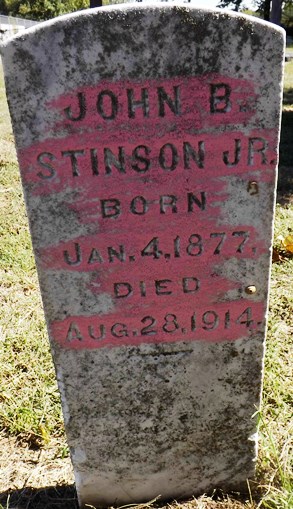 JOHN B.
STINSON JR.
BORN
JAN. 4. 1877.
DIED
AUG. 28. 1914.